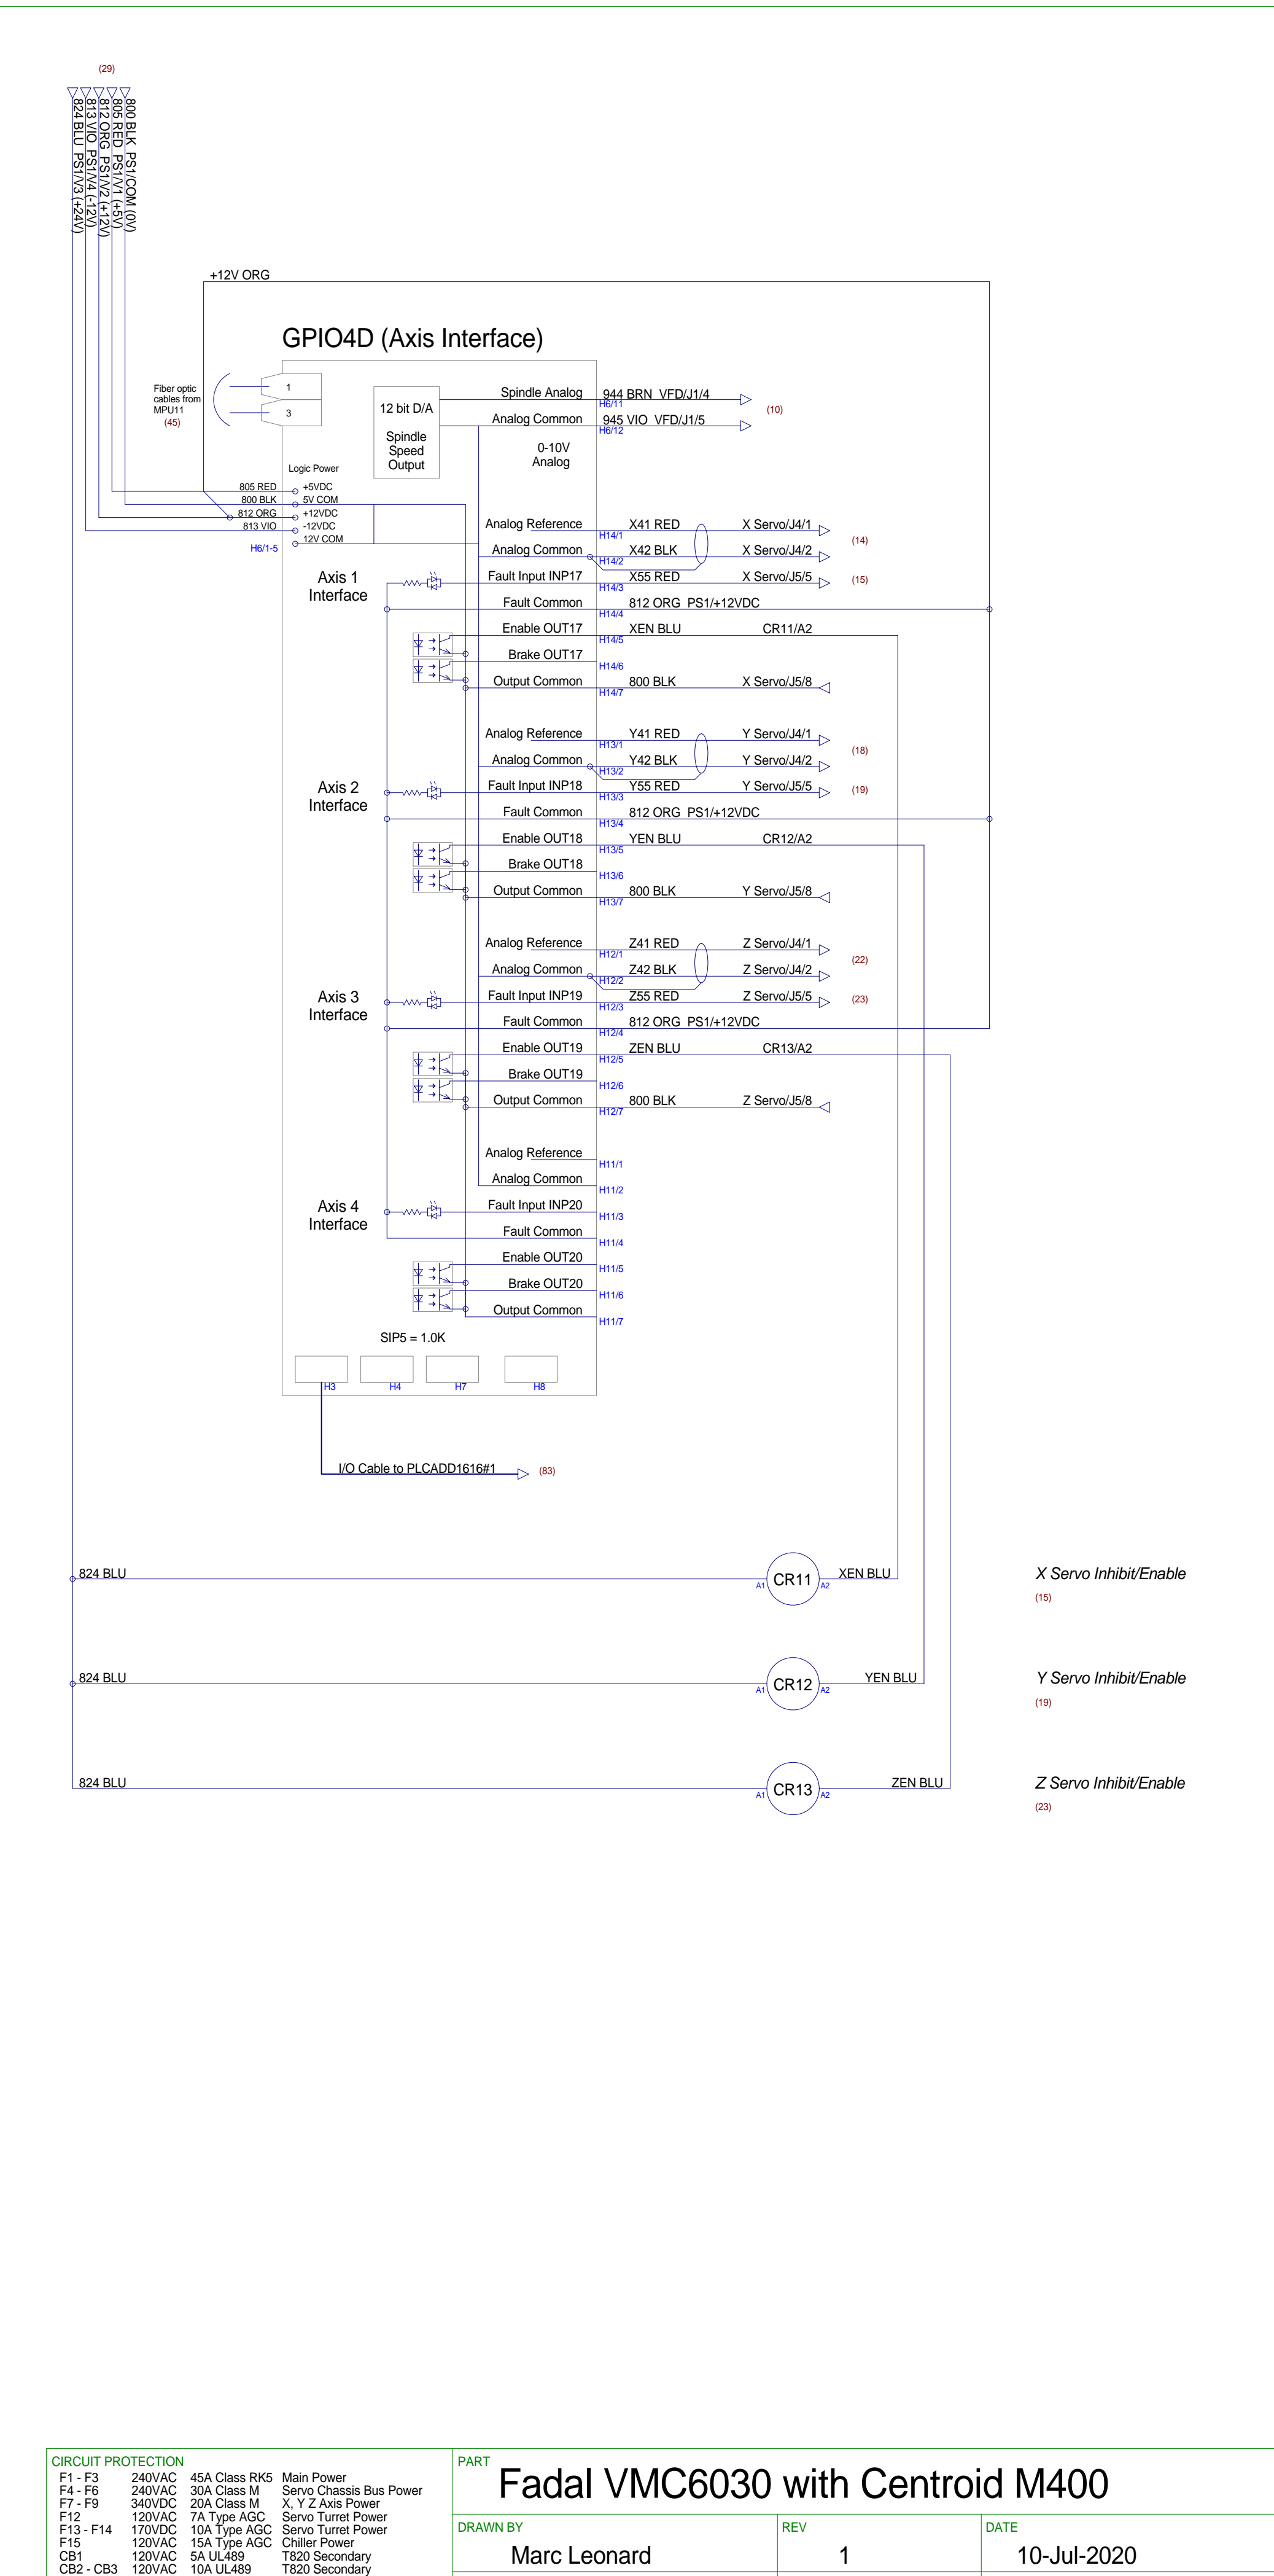 (29)
800 BLK PS1/COM (0V)
805 RED PS1/V1 (+5V)
812 ORG PS1/V2 (+12V)
813 VIO PS1/V4 (-12V)
824 BLU PS1/V3 (+24V)
+12V ORG
GPIO4D (Axis Interface)
Fiber optic
cables from
MPU11
(45)
1
3
12 bit D/A
Spindle
Speed
Output
Spindle Analog 944 BRN VFD/J1/4
H6/11
(10)
Analog Common 945 VIO VFD/J1/5
H6/12
0-10V
Analog
Logic Power
805 RED +5VDC
800 BLK 5V COM
812 ORG +12VDC
813 VIO -12VDC
12V COM
H6/1-5
Analog Reference X41 RED X Servo/J4/1
H14/1
(14)
Analog Common X42 BLK X Servo/J4/2
H14/2
Axis 1
Interface
Fault Input INP17 X55 RED X Servo/J5/5 (15)
H14/3
Fault Common 812 ORG PS1/+12VDC
H14/4
Enable OUT17 XEN BLU CR11/A2
H14/5
Brake OUT17
H14/6
Output Common 800 BLK X Servo/J5/8
H14/7
Analog Reference Y41 RED Y Servo/J4/1
H13/1
(18)
Analog Common Y42 BLK Y Servo/J4/2
H13/2
Axis 2
Interface
Fault Input INP18 Y55 RED Y Servo/J5/5 (19)
H13/3
Fault Common 812 ORG PS1/+12VDC
H13/4
Enable OUT18 YEN BLU CR12/A2
H13/5
Brake OUT18
H13/6
Output Common 800 BLK Y Servo/J5/8
H13/7
Analog Reference Z41 RED Z Servo/J4/1
H12/1
(22)
Analog Common Z42 BLK Z Servo/J4/2
H12/2
Axis 3
Interface
Fault Input INP19 Z55 RED Z Servo/J5/5 (23)
H12/3
Fault Common 812 ORG PS1/+12VDC
H12/4
Enable OUT19 ZEN BLU CR13/A2
H12/5
Brake OUT19
H12/6
Output Common 800 BLK Z Servo/J5/8
H12/7
Analog Reference
H11/1
Analog Common
H11/2
Axis 4
Interface
Fault Input INP20
H11/3
Fault Common
H11/4
Enable OUT20
H11/5
Brake OUT20
H11/6
Output Common
H11/7
SIP5 = 1.0K
H3 H4 H7 H8
I/O Cable to PLCADD1616#1 (83)
824 BLU A1 CR11 A2 XEN BLU X Servo Inhibit/Enable
(15)
824 BLU A1 CR12 A2 YEN BLU Y Servo Inhibit/Enable
(19)
824 BLU A1 CR13 A2 ZEN BLU Z Servo Inhibit/Enable
(23)
CIRCUIT PROTECTION
F1 - F3 240VAC 45A Class RK5 Main Power
F4 - F6 240VAC 30A Class M Servo Chassis Bus Power
F7 - F9 340VDC 20A Class M X, Y Z Axis Power
F12 120VAC 7A Type AGC Servo Turret Power
F13 - F14 170VDC 10A Type AGC Servo Turret Power
F15 120VAC 15A Type AGC Chiller Power
CB1 120VAC 5A UL489 T820 Secondary
CB2 - CB3 120VAC 10A UL489 T820 Secondary
PART
Fadal VMC6030 with Centroid M400
DRAWN BY
Marc Leonard
REV
1
DATE
10-Jul-2020